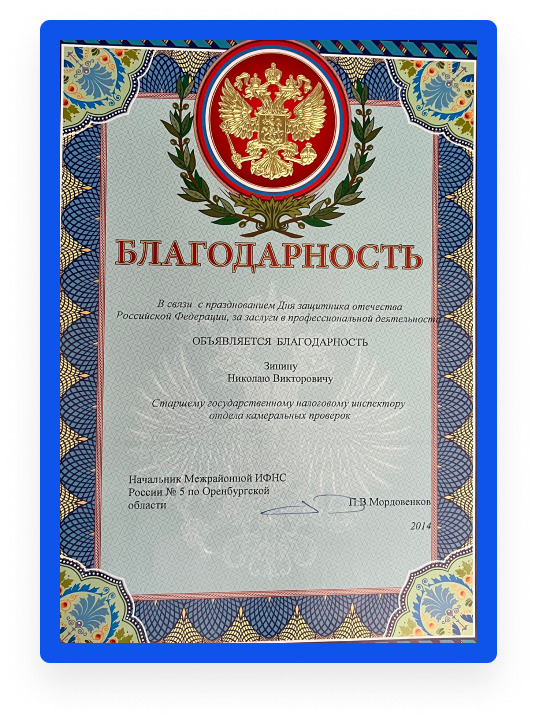 БЛАГОДАРНОСТЬ
В связи с празднованием Дня защитника отечества
Российской Федерации, за заслуги в профессиональной деятельности
ОБЪЯВЛЯЕТСЯ БЛАГОДАРНОСТЬ
Зипину
Николаю Викторовичу
Старшему государственному налоговому инспектору
отдела камеральных проверок
Начальник Межрайонной ИФНС
России № 5 по Оренбургской
области
П.В.Мордовенков
2014